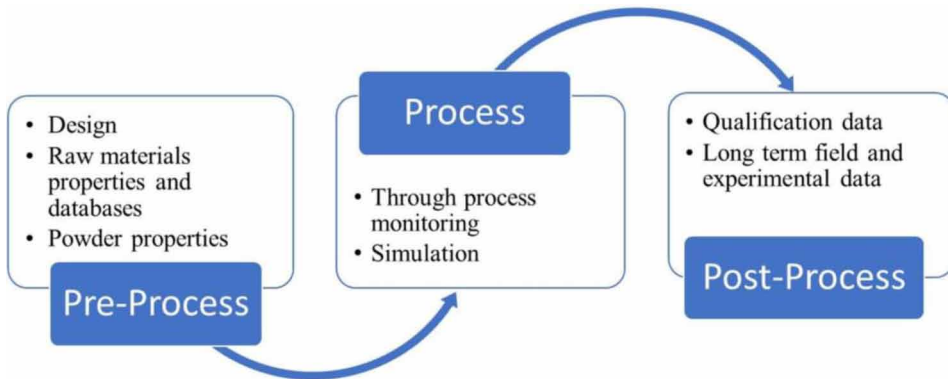 • Design
• Raw materials
properties and
databases
• Powder properties
Pre-Process
Process
• Through process
monitoring
• Simulation
• Qualification data
• Long term field and
experimental data
Post-Process